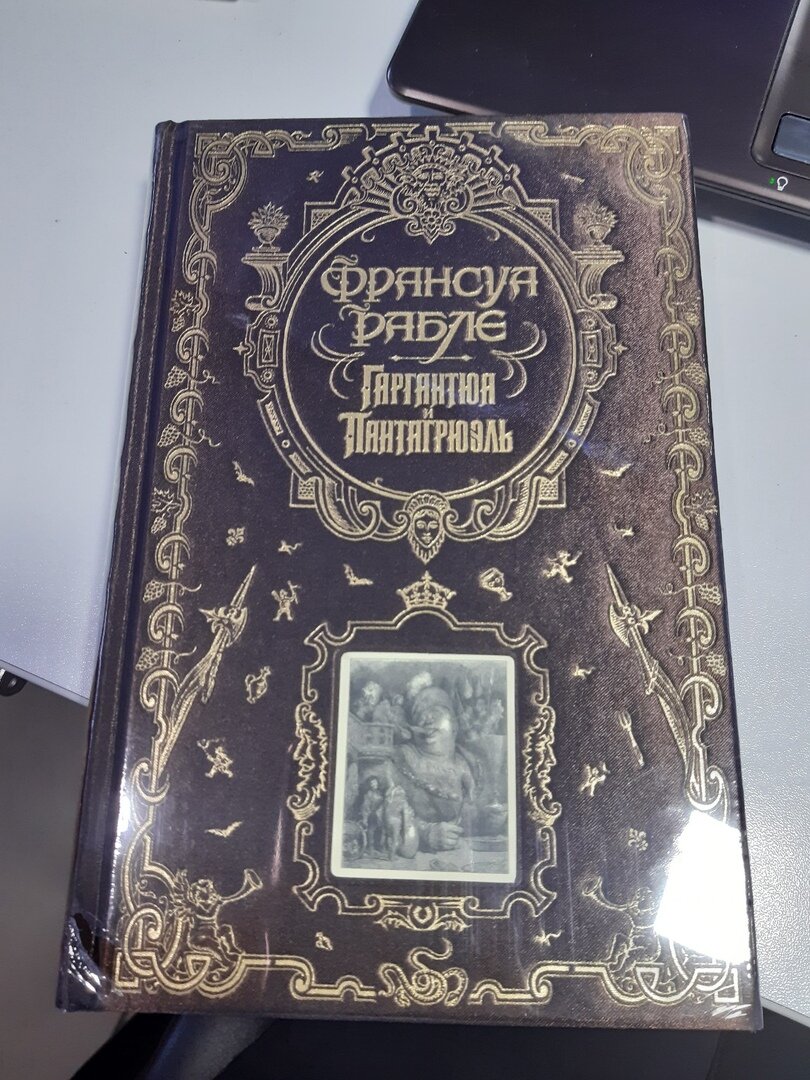 Франсуа
Рабле
Гаргантюа
и
Пантагрюэль